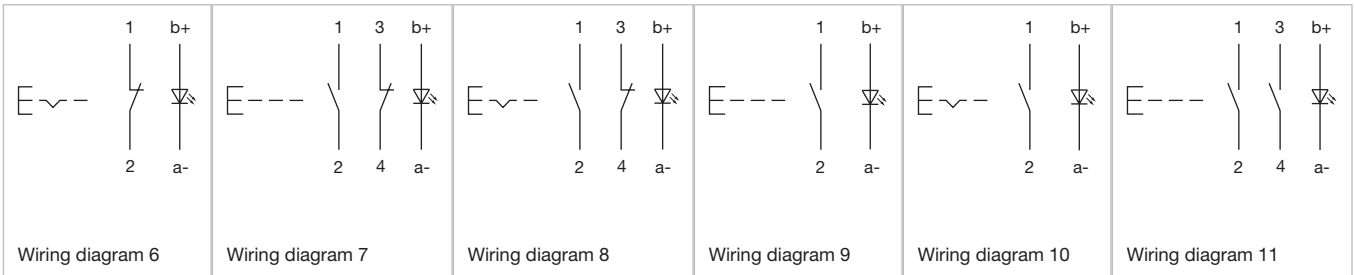 1 b+ 1 3 b+ 1 3 b+ 1 b+ 1 b+ 1 3 b+
2 a- 2 4 a- 2 4 a- 2 a- 2 a- 2 4 a-
Wiring diagram 6 Wiring diagram 7 Wiring diagram 8 Wiring diagram 9 Wiring diagram 10 Wiring diagram 11